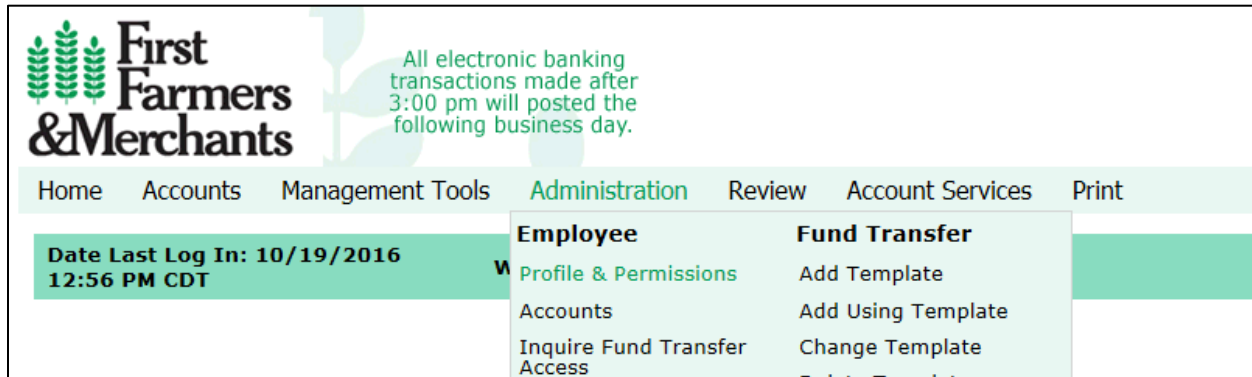 First
Farmers
&Merchants
All electronic banking
transactions made after
3:00 pm will posted the
following business day.
Home Accounts Management Tools Administration Review Account Services Print
Date Last Log In: 10/19/2016
12:56 PM CDT
Employee
Profile & Permissions
Accounts
Inquire Fund Transfer
Access
Fund Transfer
Add Template
Add Using Template
Change Template